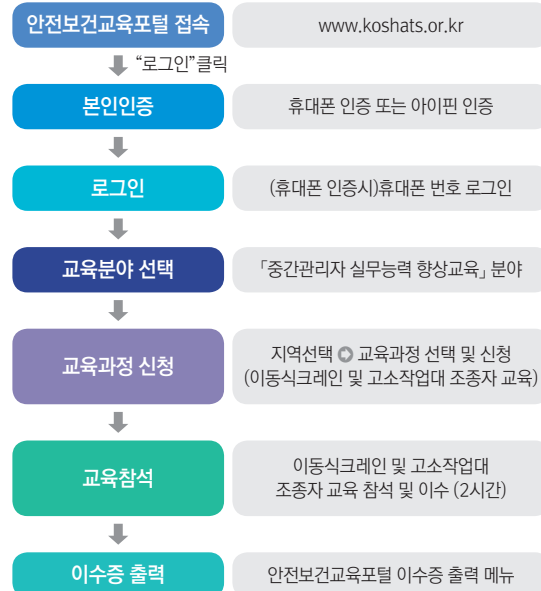 안전보건교육포털 접속
www.koshats.or.kr
“로그인”클릭
본인인증
휴대폰 인증 또는 아이핀 인증
로그인
(휴대폰 인증시)휴대폰 번호 로그인
교육분야 선택
「중간관리자 실무능력 향상교육」 분야
교육과정 신청
지역선택 ➲ 교육과정 선택 및 신청
(이동식크레인 및 고소작업대 조종자 교육)
교육참석
이동식크레인 및 고소작업대
조종자 교육 참석 및 이수 (2시간)
이수증 출력
안전보건교육포털 이수증 출력 메뉴